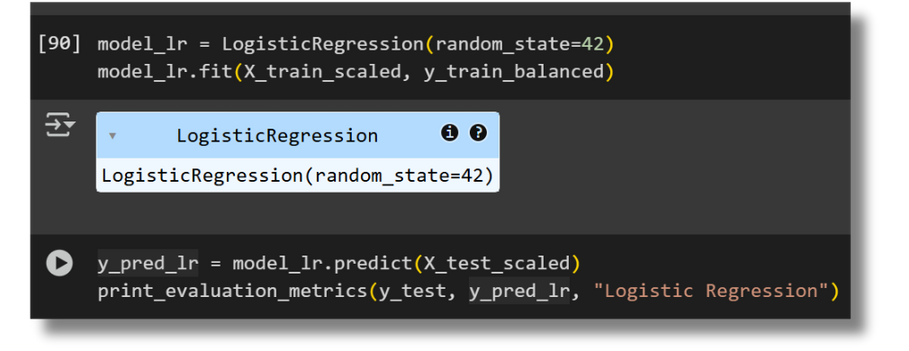 [90] model_lr = LogisticRegression(random_state=42)
model_lr.fit(X_train_scaled, y_train_balanced)
LogisticRegression i ?
LogisticRegression(random_state=42)
y_pred_lr = model_lr.predict(X_test_scaled)
print_evaluation_metrics(y_test, y_pred_lr, "Logistic Regression")